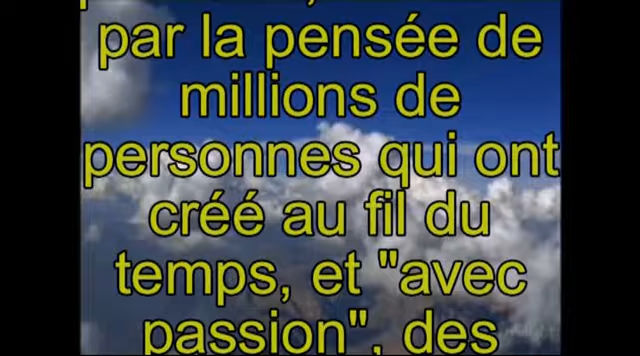 par la pensée de
millions de
personnes qui ont
créé au fil du
temps, et "avec
passion", des